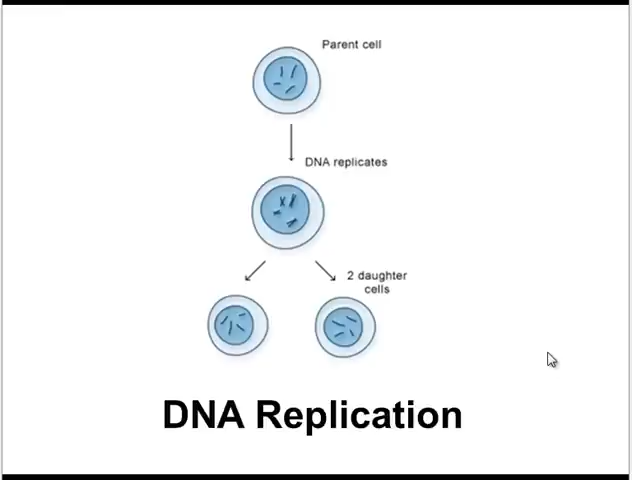 Parent cell
DNA replicates
2 daughter
cells
DNA Replication